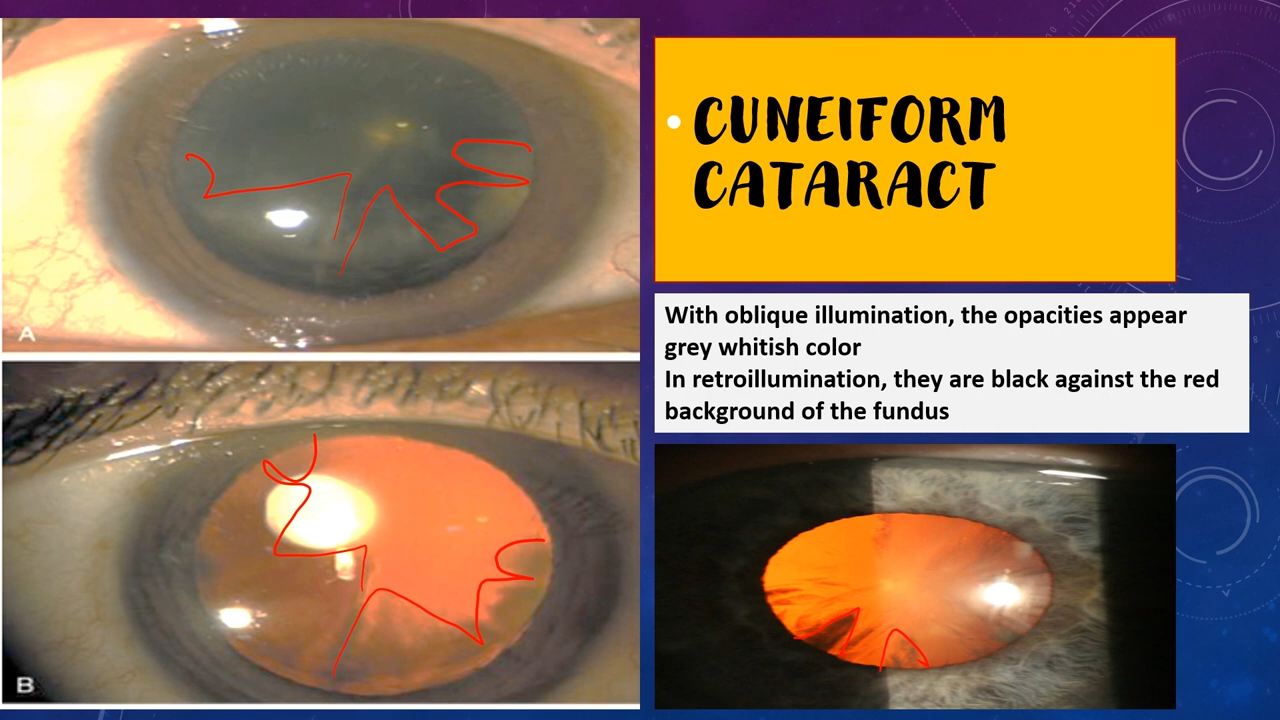 CUNEIFORM
CATARACT
With oblique illumination, the opacities appear
grey whitish color
In retroillumination, they are black against the red
background of the fundus
A
B